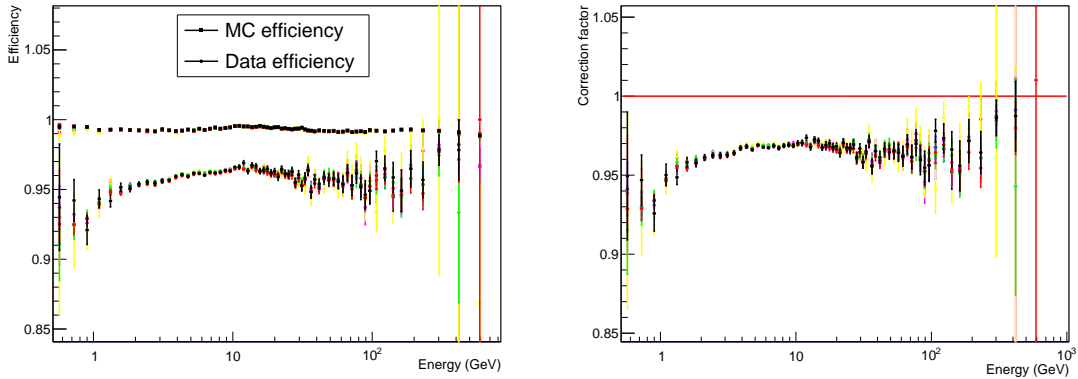 Efficiency
1.05
1
0.95
0.9
0.85
MC efficiency
Data efficiency
1
10
10²
Energy (GeV)
Correction factor
1.05
1
0.95
0.9
0.85
1
10
10²
10³
Energy (GeV)